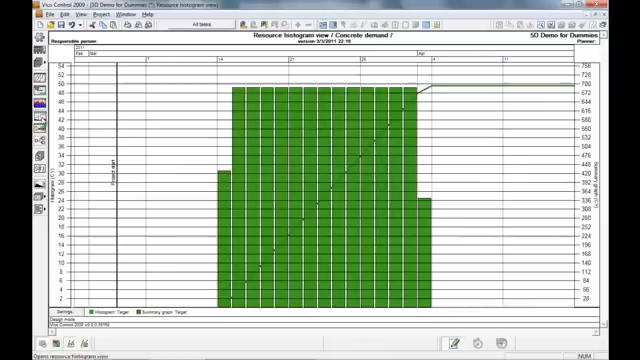 Vico Control 2009 - [5D Demo for Dummies (Resource histogram view)]
File Edit View Project Window Help
All tasks
Resource histogram view / Concrete demand /
5D Demo for Dummies
Responsible person:
version 3/3/2011 22:16
Planner:
2011
Feb Mar Apr
7 14 21 28 4 11
54 756
52 728
50 700
48 672
46 644
44 616
42 588
40 560
38 532
36 504
34 476
32 448
30 420
28 392
26 364
24 336
22 308
20 280
18 252
16 224
14 196
12 168
10 140
8 112
6 84
4 56
2 28
Project start
Histogram (CY)
Summary graph (CY)
Settings..
Histogram: Target
Summary graph: Target
Design mode
Opens resource histogram view
NUM